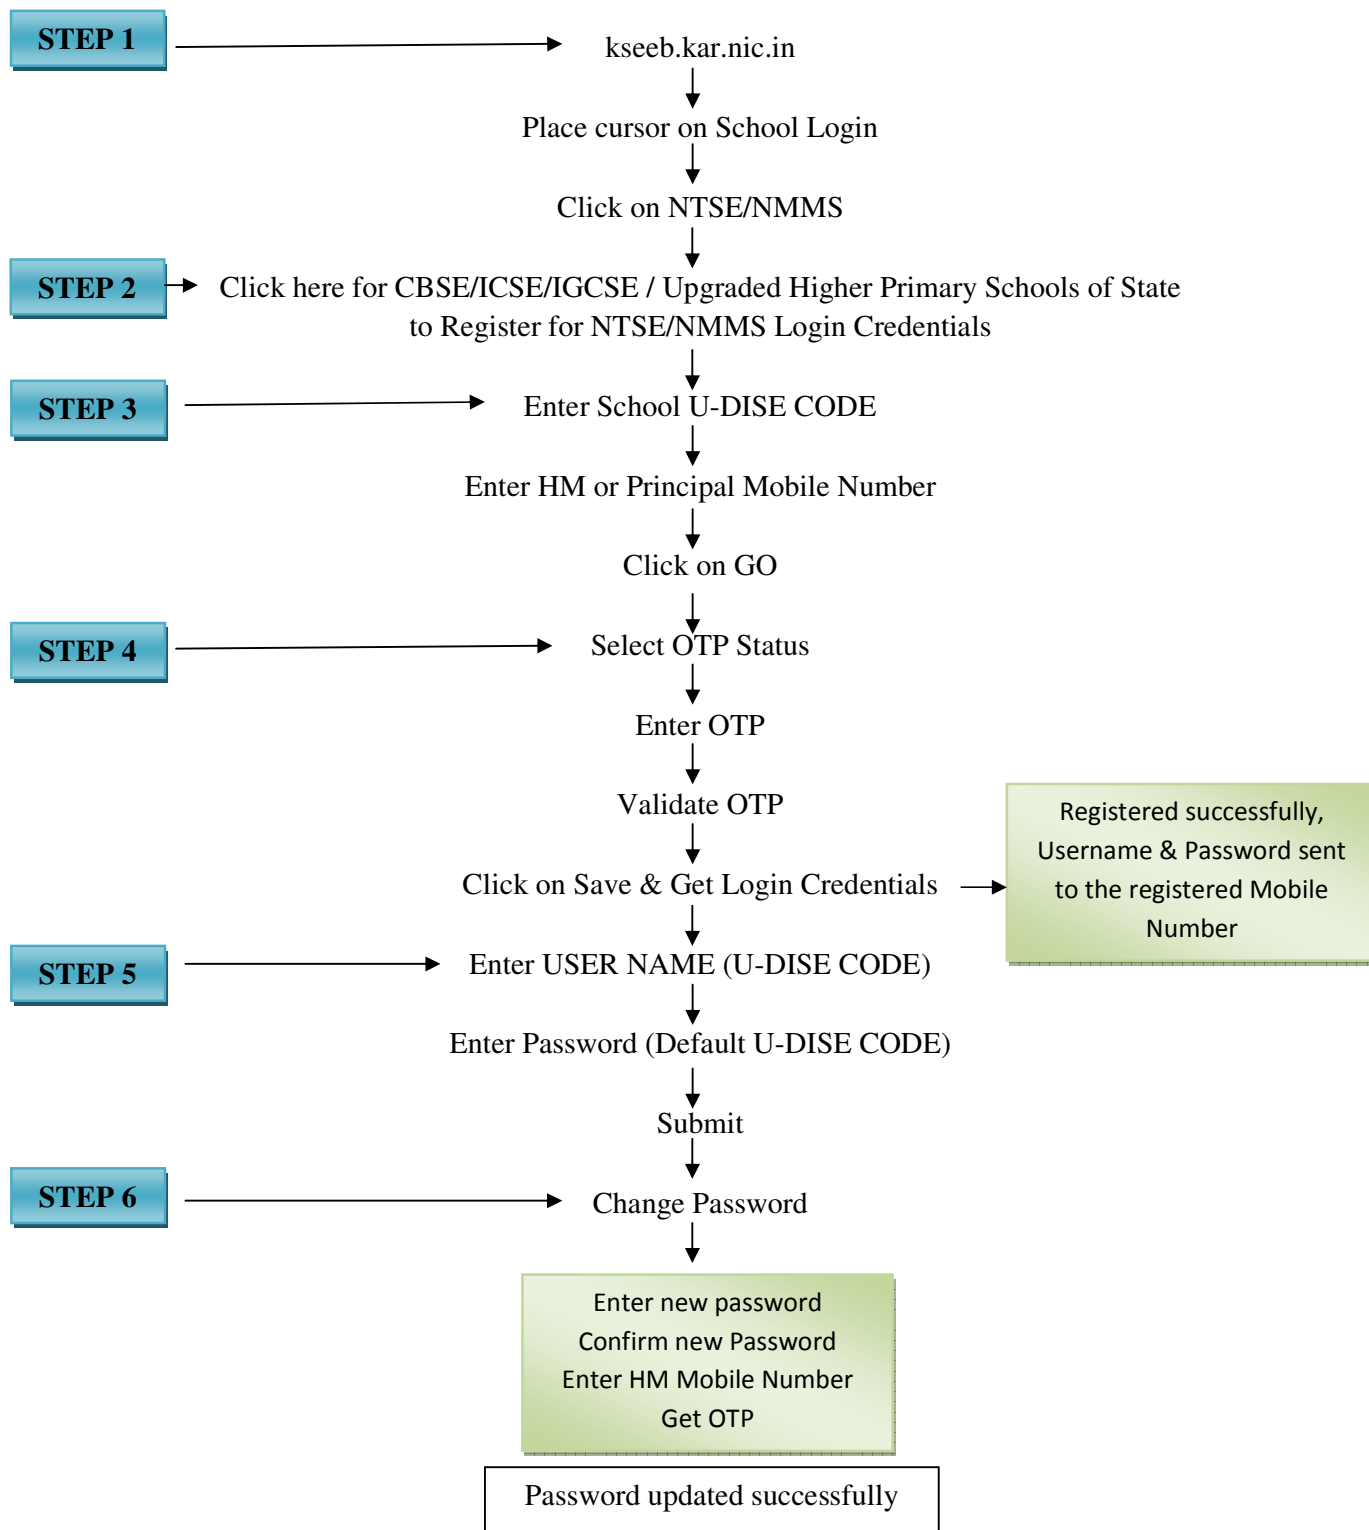 STEP 1
kseeb.kar.nic.in
Place cursor on School Login
Click on NTSE/NMMS
STEP 2
Click here for CBSE/ICSE/IGCSE / Upgraded Higher Primary Schools of State
to Register for NTSE/NMMS Login Credentials
STEP 3
Enter School U-DISE CODE
Enter HM or Principal Mobile Number
Click on GO
STEP 4
Select OTP Status
Enter OTP
Validate OTP
Click on Save & Get Login Credentials
Registered successfully,
Username & Password sent
to the registered Mobile
Number
STEP 5
Enter USER NAME (U-DISE CODE)
Enter Password (Default U-DISE CODE)
Submit
STEP 6
Change Password
Enter new password
Confirm new Password
Enter HM Mobile Number
Get OTP
Password updated successfully